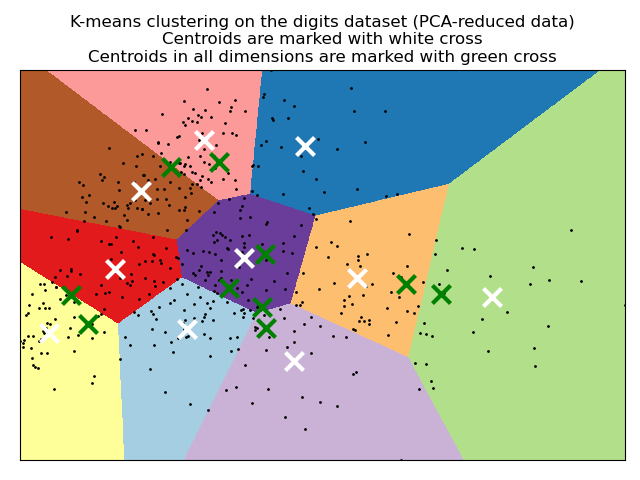 K-means clustering on the digits dataset (PCA-reduced data)
Centroids are marked with white cross
Centroids in all dimensions are marked with green cross